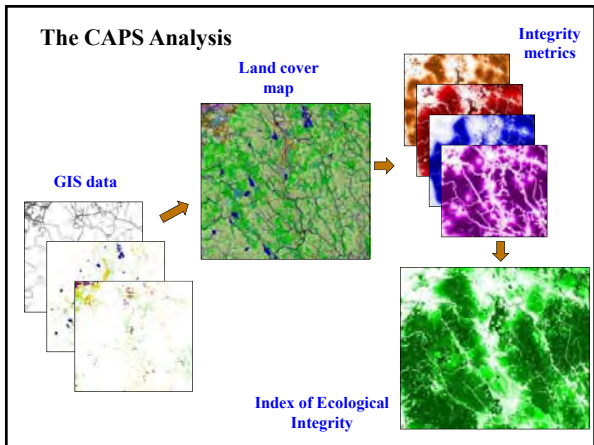 The CAPS Analysis
Integrity
metrics
Land cover
map
GIS data
Index of Ecological
Integrity